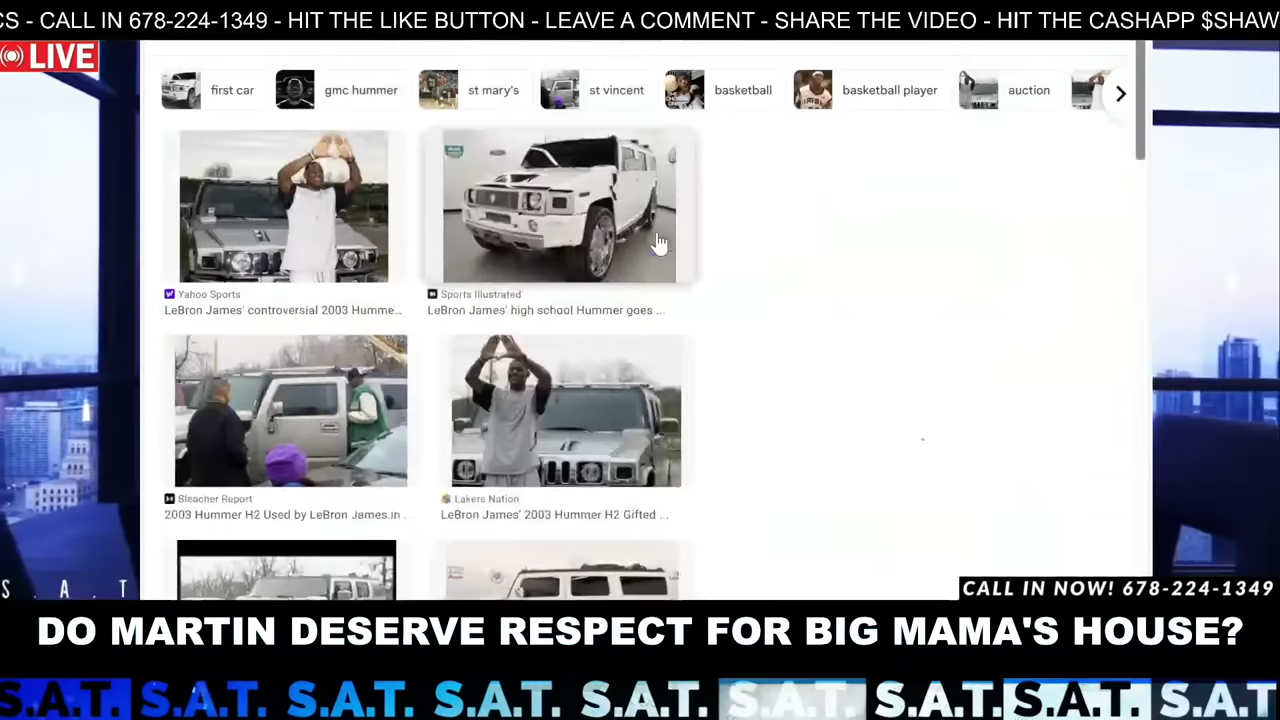 CS - CALL IN 678-224-1349 - HIT THE LIKE BUTTON - LEAVE A COMMENT - SHARE THE VIDEO - HIT THE CASHAPP $SHAW
LIVE
first car
gmc hummer
st mary's
st vincent
basketball
basketball player
auction
Yahoo Sports
Sports Illustrated
LeBron James' controversial 2003 Humme...
LeBron James' high school Hummer goes ...
Bleacher Report
Lakers Nation
2003 Hummer H2 Used by LeBron James in ...
LeBron James' 2003 Hummer H2 Gifted ...
S . A . T
CALL IN NOW! 678-224-1349
DO MARTIN DESERVE RESPECT FOR BIG MAMA'S HOUSE?
S.A.T. S.A.T. S.A.T. S.A.T. S.A.T. S.A.T. S.A.T. S.A.T. S.A.T